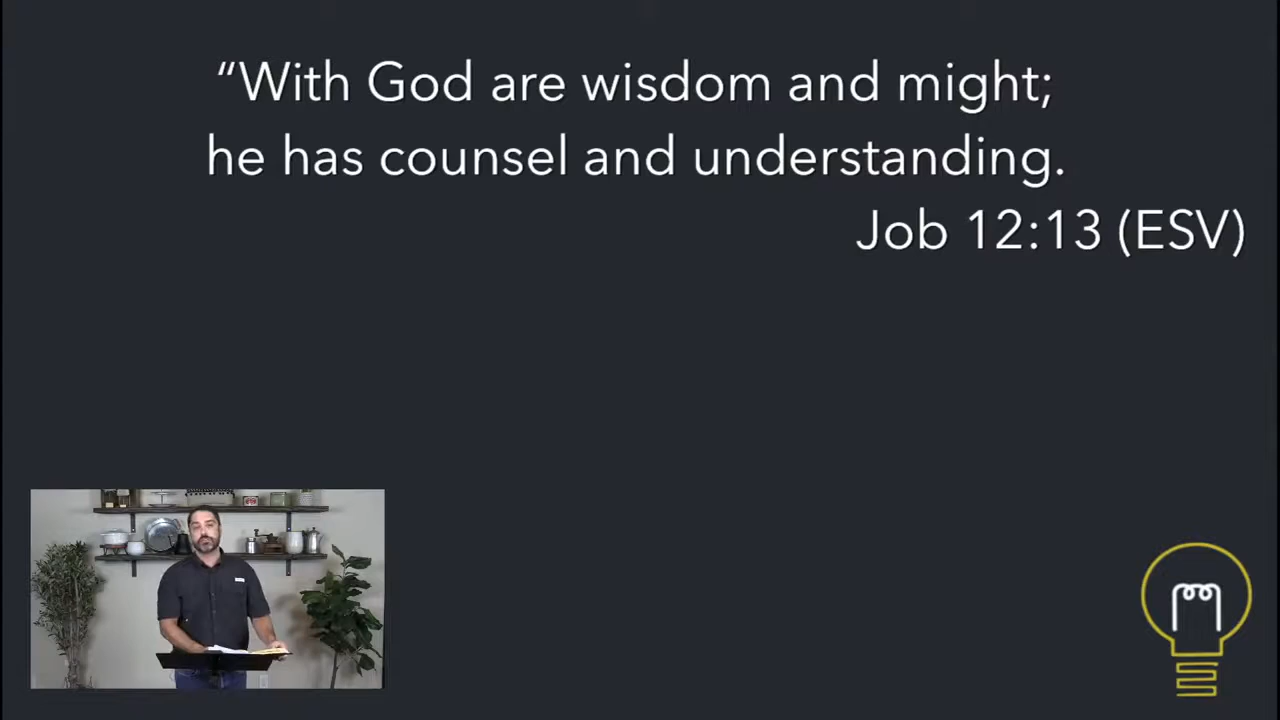 “With God are wisdom and might;
he has counsel and understanding.
Job 12:13 (ESV)